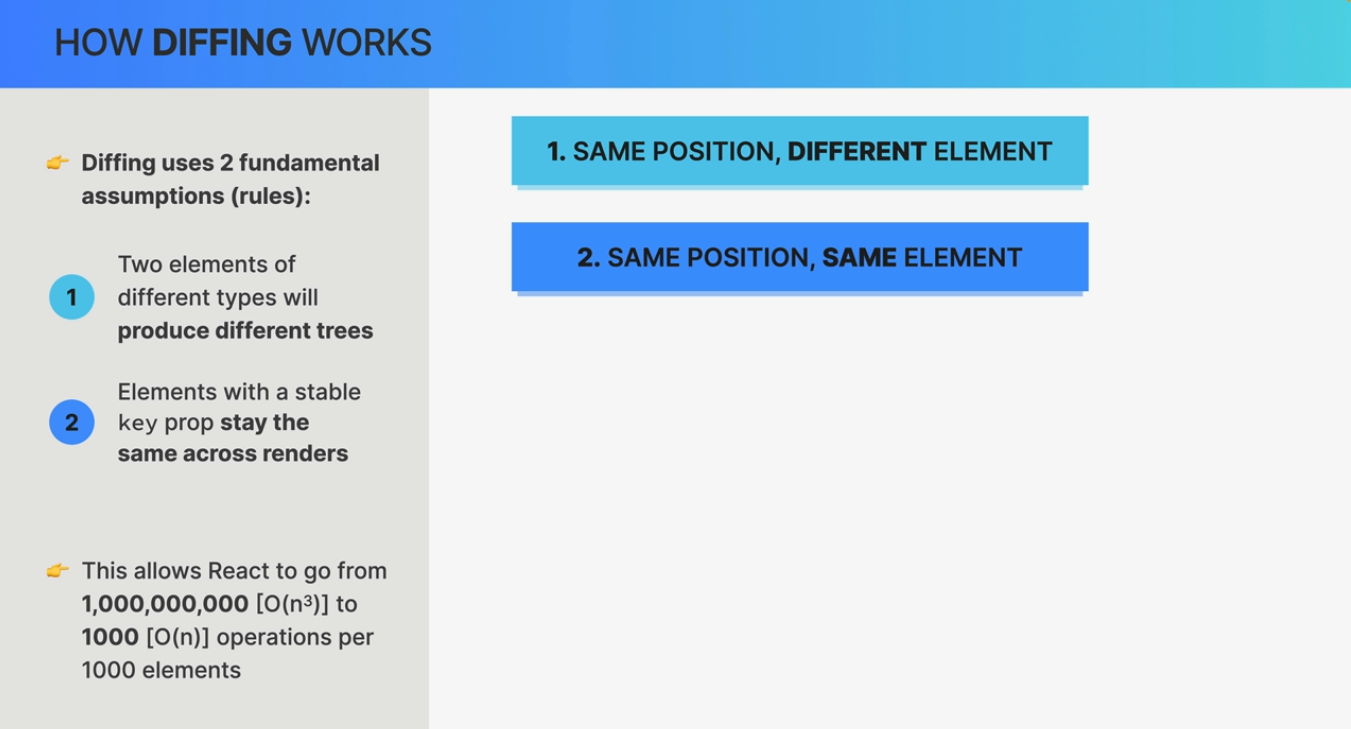 HOW DIFFING WORKS
👉 Diffing uses 2 fundamental
assumptions (rules):
1
Two elements of
different types will
produce different trees
2
Elements with a stable
key prop stay the
same across renders
👉 This allows React to go from
1,000,000,000 [O(n³)] to
1000 [O(n)] operations per
1000 elements
1. SAME POSITION, DIFFERENT ELEMENT
2. SAME POSITION, SAME ELEMENT